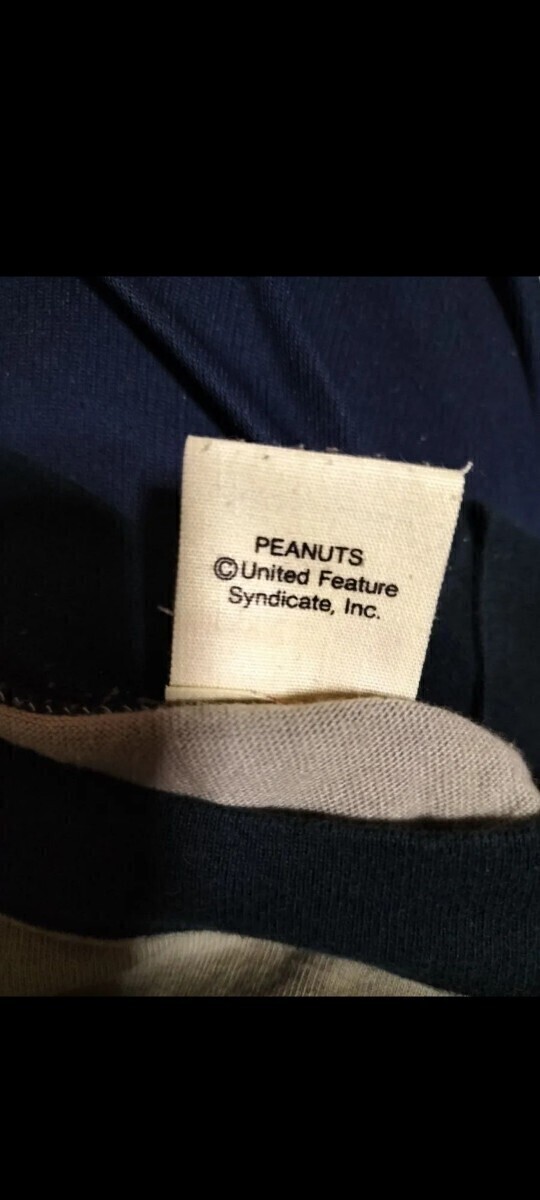 PEANUTS
©United Feature
Syndicate, Inc.